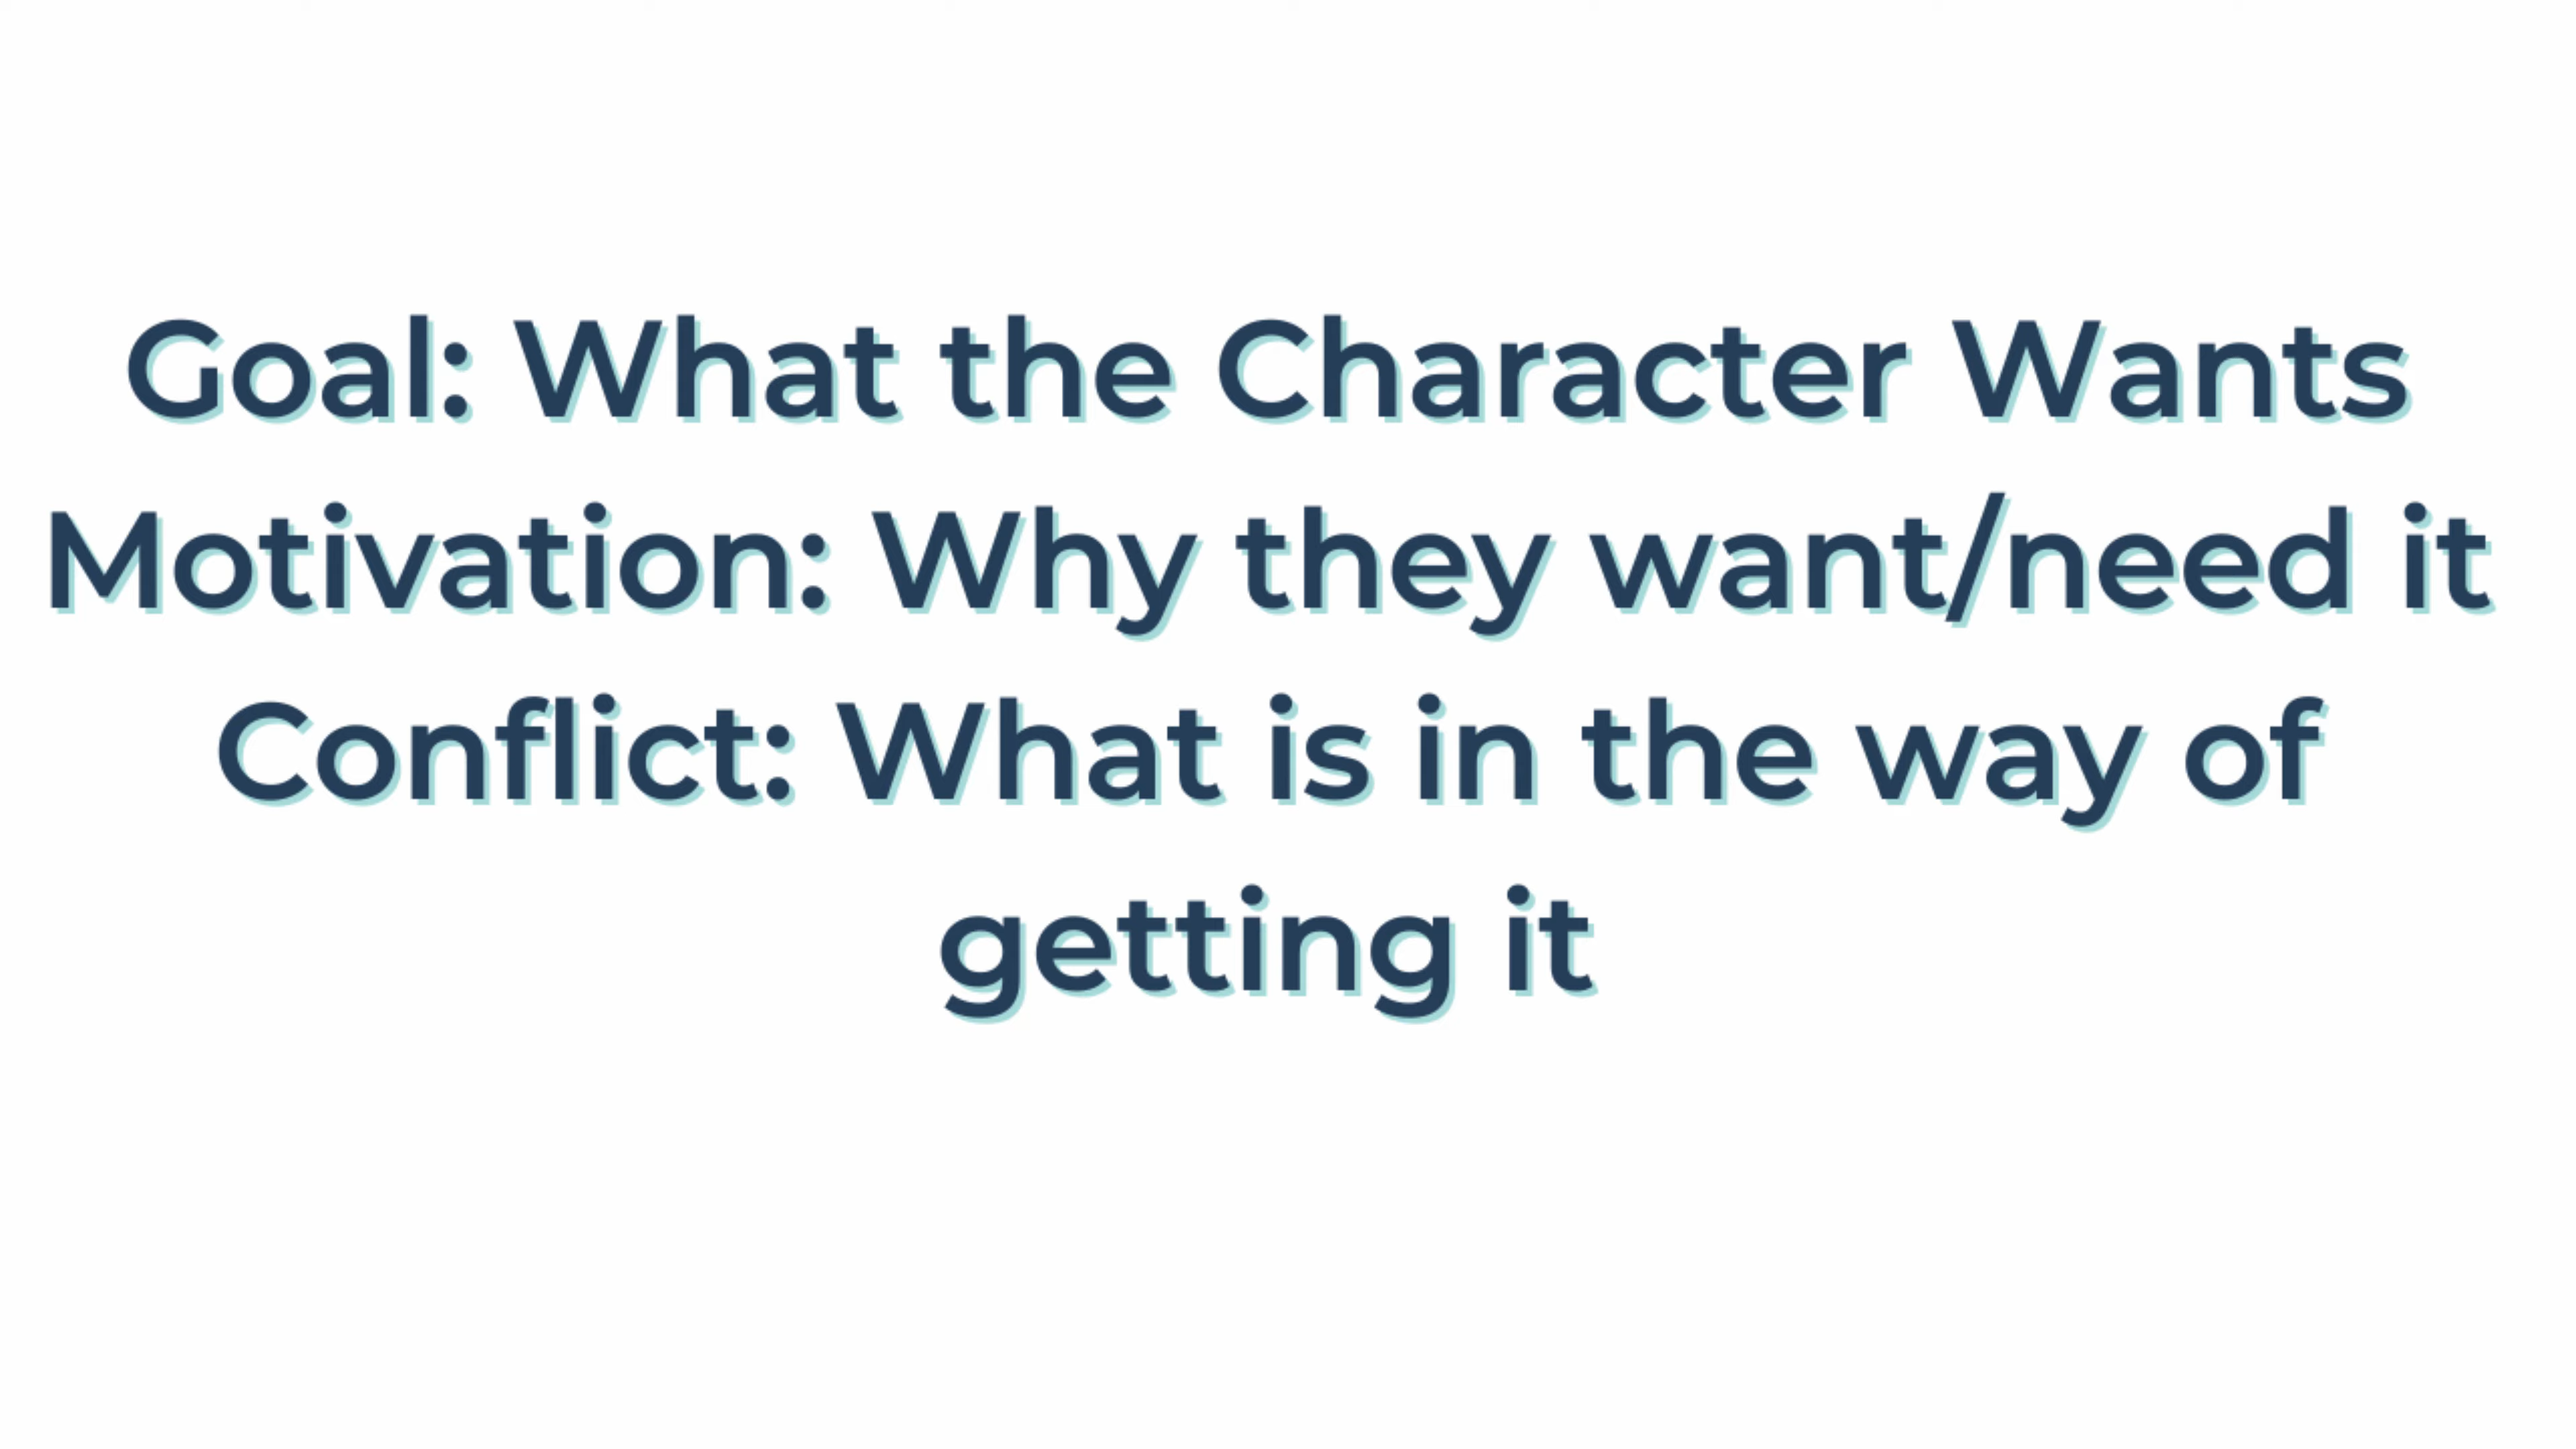 Goal: What the Character Wants
Motivation: Why they want/need it
Conflict: What is in the way of
getting it